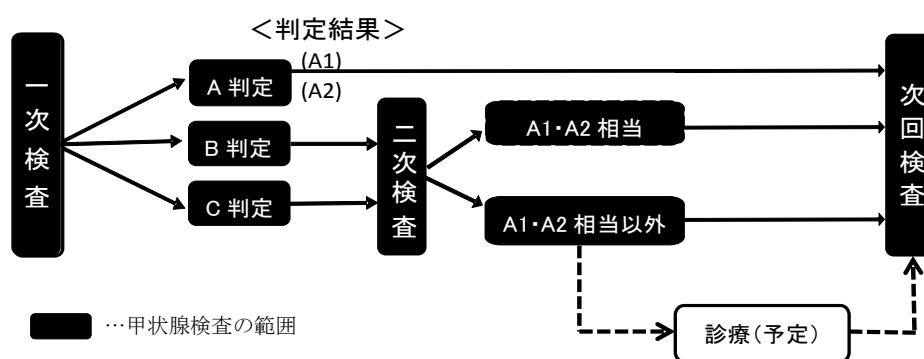 ＜判定結果＞
一次検査
A 判定
(A1)
(A2)
B 判定
C 判定
二次検査
A1・A2 相当
A1・A2 相当以外
次回検査
診療(予定)
…甲状腺検査の範囲